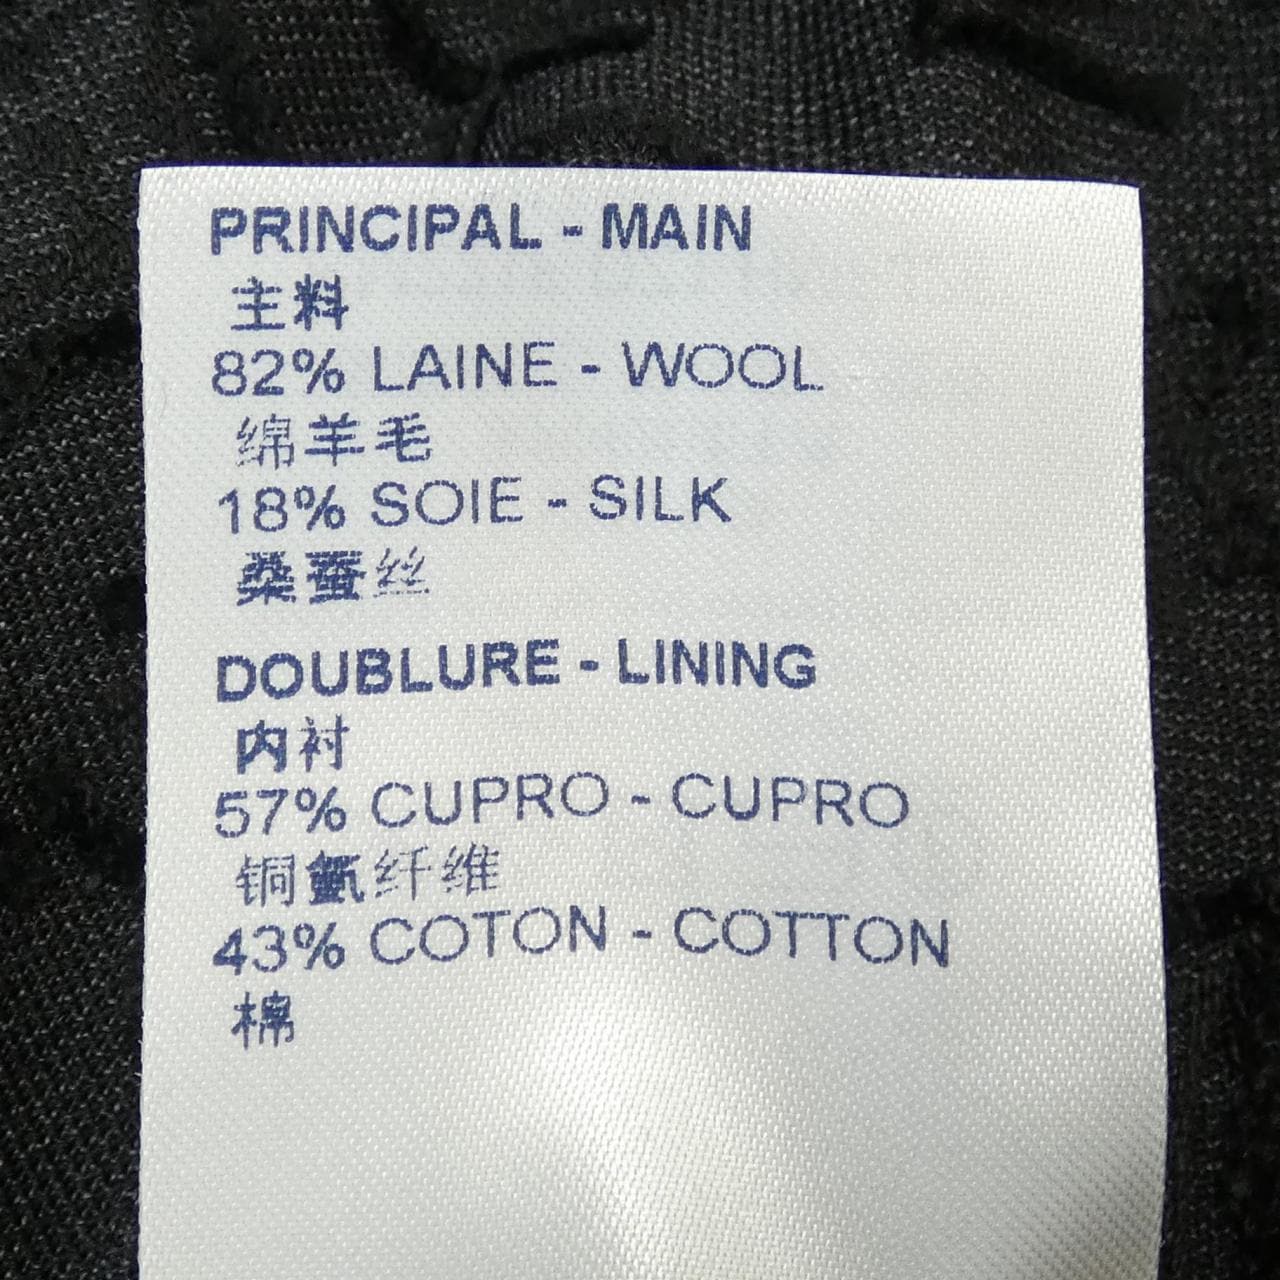 PRINCIPAL - MAIN
主料
82% LAINE - WOOL
绵羊毛
18% SOIE - SILK
桑蚕丝
DOUBLURE - LINING
内衬
57% CUPRO - CUPRO
铜氨纤维
43% COTON - COTTON
棉